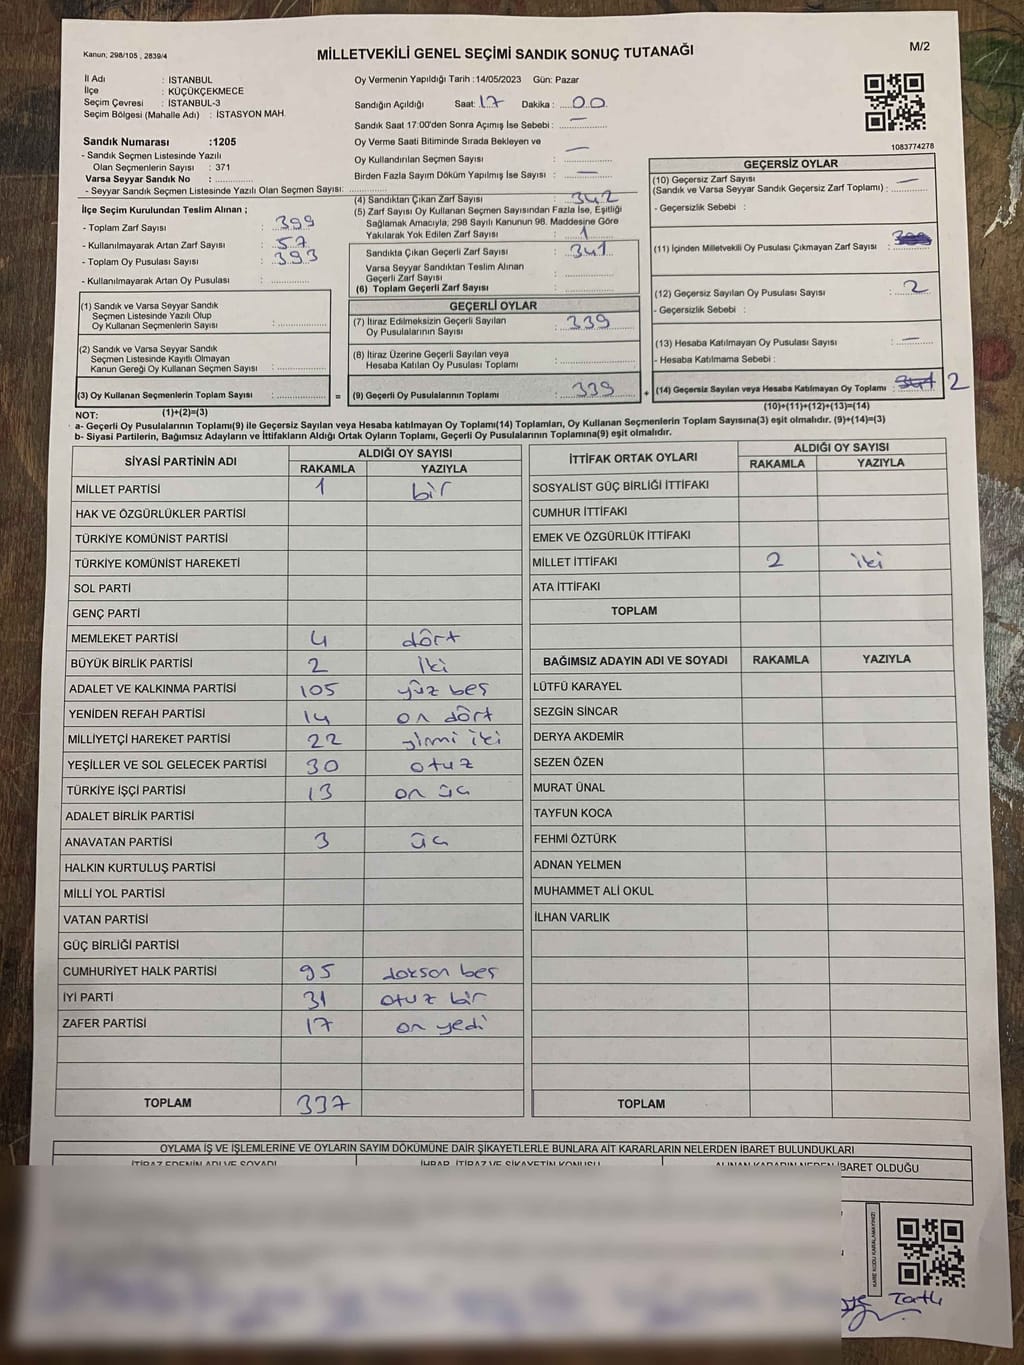 Kanun; 298/105 , 2839/4
MİLLETVEKİLİ GENEL SEÇİMİ SANDIK SONUÇ TUTANAĞI
M/2
İl Adı : İSTANBUL
İlçe : KÜÇÜKÇEKMECE
Seçim Çevresi : İSTANBUL-3
Seçim Bölgesi (Mahalle Adı) : İSTASYON MAH.
Sandık Numarası :1205
- Sandık Seçmen Listesinde Yazılı
Olan Seçmenlerin Sayısı : 371
Varsa Seyyar Sandık No :
- Seyyar Sandık Seçmen Listesinde Yazılı Olan Seçmen Sayısı:
Oy Vermenin Yapıldığı Tarih :14/05/2023 Gün: Pazar
Sandığın Açıldığı Saat: 17 Dakika : 00
Sandık Saat 17:00'den Sonra Açımış İse Sebebi : —
Oy Verme Saati Bitiminde Sırada Bekleyen ve
Oy Kullandırılan Seçmen Sayısı : —
Birden Fazla Sayım Döküm Yapılmış İse Sayısı : —
1083774278
İlçe Seçim Kurulundan Teslim Alınan ;
- Toplam Zarf Sayısı : 399
- Kullanılmayarak Artan Zarf Sayısı : 57
- Toplam Oy Pusulası Sayısı : 393
- Kullanılmayarak Artan Oy Pusulası :
(1) Sandık ve Varsa Seyyar Sandık
Seçmen Listesinde Yazılı Olup
Oy Kullanan Seçmenlerin Sayısı :
(2) Sandık ve Varsa Seyyar Sandık
Seçmen Listesinde Kayıtlı Olmayan
Kanun Gereği Oy Kullanan Seçmen Sayısı :
(3) Oy Kullanan Seçmenlerin Toplam Sayısı : =
(1)+(2)=(3)
(4) Sandıktan Çıkan Zarf Sayısı : 342
(5) Zarf Sayısı Oy Kullanan Seçmen Sayısından Fazla İse, Eşitliği
Sağlamak Amacıyla, 298 Sayılı Kanunun 98. Maddesine Göre
Yakılarak Yok Edilen Zarf Sayısı : 1
Sandıkta Çıkan Geçerli Zarf Sayısı : 341
Varsa Seyyar Sandıktan Teslim Alınan
Geçerli Zarf Sayısı :
(6) Toplam Geçerli Zarf Sayısı :
GEÇERLİ OYLAR
(7) İtiraz Edilmeksizin Geçerli Sayılan
Oy Pusulalarının Sayısı : 339
(8) İtiraz Üzerine Geçerli Sayılan veya
Hesaba Katılan Oy Pusulası Toplamı :
(9) Geçerli Oy Pusulalarının Toplamı : 339 +
GEÇERSİZ OYLAR
(10) Geçersiz Zarf Sayısı
(Sandık ve Varsa Seyyar Sandık Geçersiz Zarf Toplamı) : —
- Geçersizlik Sebebi :
(11) İçinden Milletvekili Oy Pusulası Çıkmayan Zarf Sayısı :
(12) Geçersiz Sayılan Oy Pusulası Sayısı : 2
- Geçersizlik Sebebi :
(13) Hesaba Katılmayan Oy Pusulası Sayısı : —
- Hesaba Katılmama Sebebi :
(14) Geçersiz Sayılan veya Hesaba Katılmayan Oy Toplamı : 341 2
(10)+(11)+(12)+(13)=(14)
NOT:
a- Geçerli Oy Pusulalarının Toplamı(9) ile Geçersiz Sayılan veya Hesaba katılmayan Oy Toplamı(14) Toplamları, Oy Kullanan Seçmenlerin Toplam Sayısına(3) eşit olmalıdır. (9)+(14)=(3)
b- Siyasi Partilerin, Bağımsız Adayların ve İttifakların Aldığı Ortak Oyların Toplamı, Geçerli Oy Pusulalarının Toplamına(9) eşit olmalıdır.
SİYASİ PARTİNİN ADI ALDIĞI OY SAYISI
RAKAMLA YAZIYLA
MİLLET PARTİSİ 1 bir
HAK VE ÖZGÜRLÜKLER PARTİSİ
TÜRKİYE KOMÜNİST PARTİSİ
TÜRKİYE KOMÜNİST HAREKETİ
SOL PARTİ
GENÇ PARTİ
MEMLEKET PARTİSİ 4 dört
BÜYÜK BİRLİK PARTİSİ 2 iki
ADALET VE KALKINMA PARTİSİ 105 yüz beş
YENİDEN REFAH PARTİSİ 14 on dört
MİLLİYETÇİ HAREKET PARTİSİ 22 yirmi iki
YEŞİLLER VE SOL GELECEK PARTİSİ 30 otuz
TÜRKİYE İŞÇİ PARTİSİ 13 on üç
ADALET BİRLİK PARTİSİ
ANAVATAN PARTİSİ 3 üç
HALKIN KURTULUŞ PARTİSİ
MİLLİ YOL PARTİSİ
VATAN PARTİSİ
GÜÇ BİRLİĞİ PARTİSİ
CUMHURİYET HALK PARTİSİ 95 doksan beş
İYİ PARTİ 31 otuz bir
ZAFER PARTİSİ 17 on yedi
TOPLAM 337
İTTİFAK ORTAK OYLARI ALDIĞI OY SAYISI
RAKAMLA YAZIYLA
SOSYALİST GÜÇ BİRLİĞİ İTTİFAKI
CUMHUR İTTİFAKI
EMEK VE ÖZGÜRLÜK İTTİFAKI
MİLLET İTTİFAKI 2 iki
ATA İTTİFAKI
TOPLAM
BAĞIMSIZ ADAYIN ADI VE SOYADI RAKAMLA YAZIYLA
LÜTFÜ KARAYEL
SEZGİN SİNCAR
DERYA AKDEMİR
SEZEN ÖZEN
MURAT ÜNAL
TAYFUN KOCA
FEHMİ ÖZTÜRK
ADNAN YELMEN
MUHAMMET ALİ OKUL
İLHAN VARLIK
TOPLAM
OYLAMA İŞ VE İŞLEMLERİNE VE OYLARIN SAYIM DÖKÜMÜNE DAİR ŞİKAYETLERLE BUNLARA AİT KARARLARIN NELERDEN İBARET BULUNDUKLARI
İTİRAZ EDENİN ADI VE SOYADI İHBAR, İTİRAZ VE ŞİKAYETİN KONUSU ALINAN KARARIN NEDEN İBARET OLDUĞU
KARE KODU KARALAMAYINIZ!
Tatlı